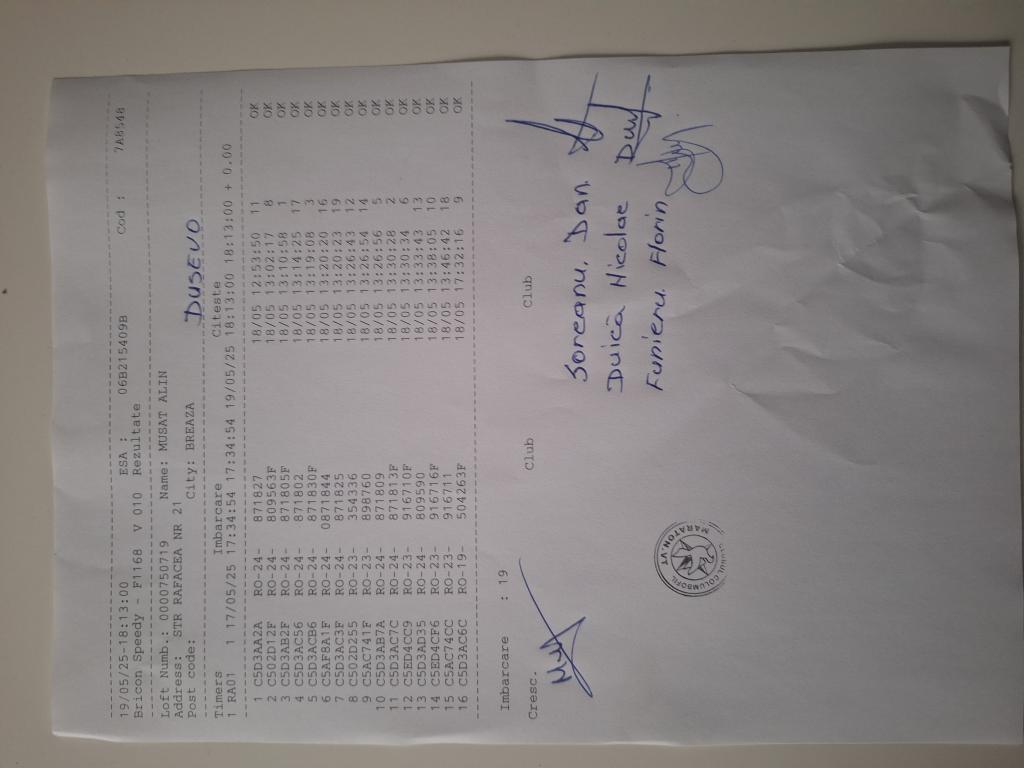 19/05/25-18:13:00 ESA : 06B215409B Cod : 7A8548
Bricon Speedy - F1168 V 010 Rezultate
Loft Numb.: 0000750719 Name: MUSAT ALIN
Address: STR RAFACEA NR 21
Post code: City: BREAZA DUSEVO
Timers Imbarcare Citeste
1 RA01 1 17/05/25 17:34:54 17:34:54 19/05/25 18:13:00 18:13:00 + 0.00
1 C5D3AA2A RO-24- 871827 18/05 12:53:50 11 OK
2 C502D12F RO-24- 809563F 18/05 13:02:17 8 OK
3 C5D3AB2F RO-24- 871805F 18/05 13:10:58 1 OK
4 C5D3AC56 RO-24- 871802 18/05 13:14:25 17 OK
5 C5D3ACB6 RO-24- 871830F 18/05 13:19:08 3 OK
6 C5AF8A1F RO-24- 0871844 18/05 13:20:20 16 OK
7 C5D3AC3F RO-24- 871825 18/05 13:20:23 19 OK
8 C502D255 RO-23- 354336 18/05 13:26:43 12 OK
9 C5AC741F RO-23- 898760 18/05 13:26:54 14 OK
10 C5D3AB7A RO-24- 871809 18/05 13:26:56 5 OK
11 C5D3AC7C RO-24- 871813F 18/05 13:30:28 2 OK
12 C5ED4CC9 RO-23- 916710F 18/05 13:30:34 6 OK
13 C5D3AD35 RO-24- 809590 18/05 13:33:43 13 OK
14 C5ED4CF6 RO-23- 916716F 18/05 13:38:05 10 OK
15 C5AC74CC RO-23- 916711 18/05 13:46:42 18 OK
16 C5D3AC6C RO-19- 504263F 18/05 17:32:16 9 OK
Imbarcare : 19
Cresc. Club Club
Soreanu Dan
Duică Nicolae
Funieru Florin
CLUBUL COLUMBOFIL
MARATON VT